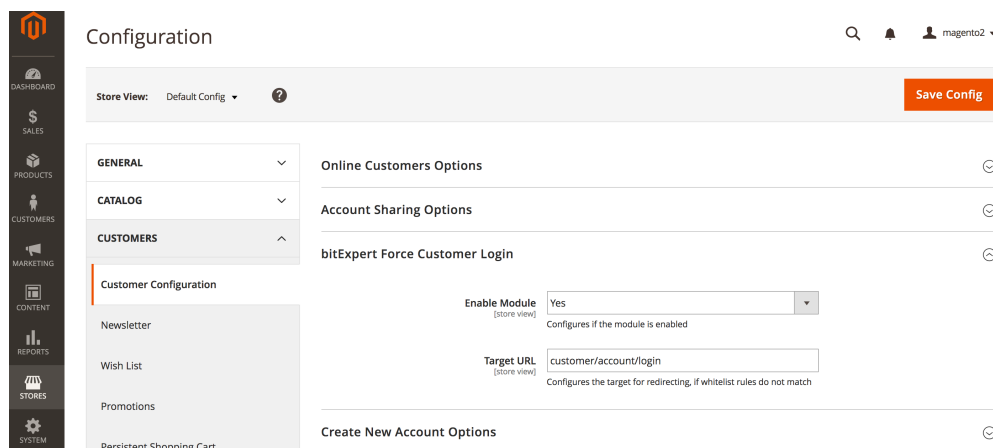 Configuration
magento2
DASHBOARD
Store View: Default Config
?
Save Config
$
SALES
PRODUCTS
CUSTOMERS
MARKETING
CONTENT
REPORTS
STORES
SYSTEM
GENERAL
CATALOG
CUSTOMERS
Customer Configuration
Newsletter
Wish List
Promotions
Persistent Shopping Cart
Online Customers Options
Account Sharing Options
bitExpert Force Customer Login
Enable Module Yes
[store view]
Configures if the module is enabled
Target URL customer/account/login
[store view]
Configures the target for redirecting, if whitelist rules do not match
Create New Account Options